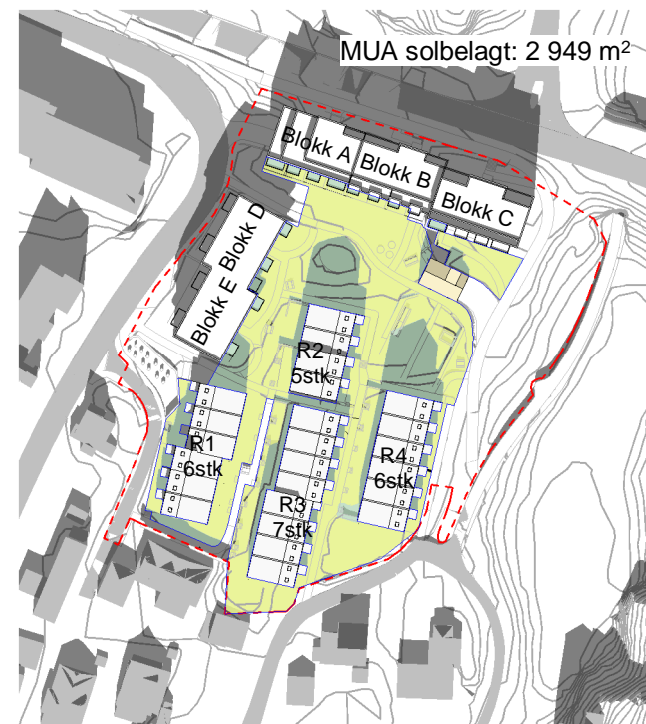 MUA solbelagt: 2 949 m²
Blokk A
Blokk B
Blokk C
Blokk D
Blokk E
R2
5stk
R1
6stk
R4
6stk
R3
7stk